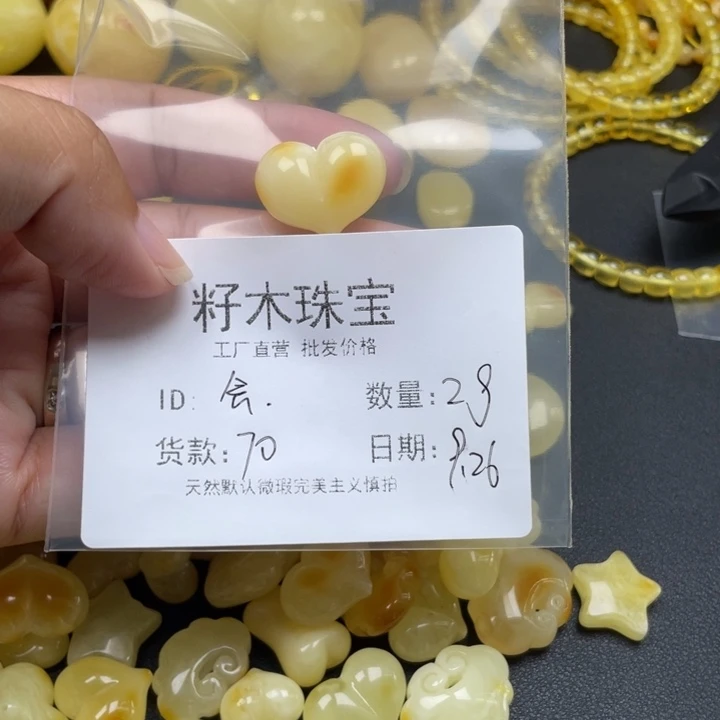 籽木珠宝
工厂直营 批发价格
ID: 会. 数量: 28
货款: 70 日期: 9.26
天然默认微瑕完美主义慎拍